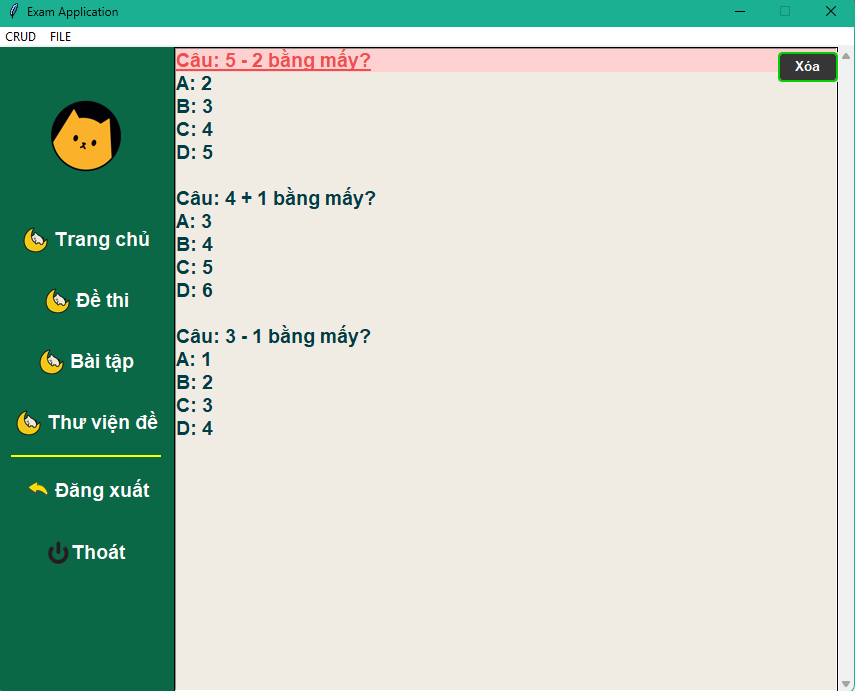 Exam Application
CRUD FILE
Trang chủ
Đề thi
Bài tập
Thư viện đề
Đăng xuất
Thoát
Câu: 5 - 2 bằng mấy?
Xóa
A: 2
B: 3
C: 4
D: 5
Câu: 4 + 1 bằng mấy?
A: 3
B: 4
C: 5
D: 6
Câu: 3 - 1 bằng mấy?
A: 1
B: 2
C: 3
D: 4